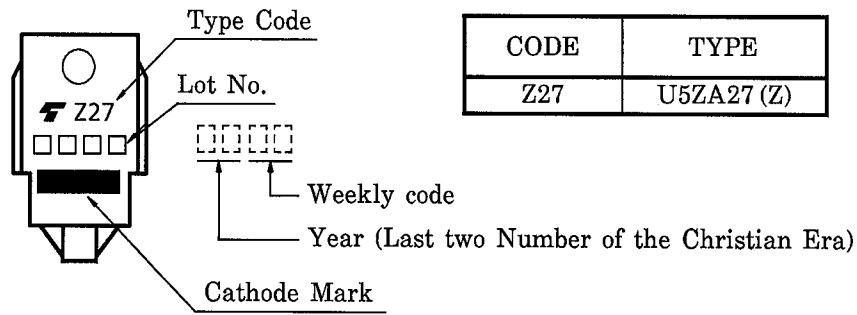 Type Code
Lot No.
Z27
Weekly code
Year (Last two Number of the Christian Era)
Cathode Mark
CODE TYPE
Z27 U5ZA27 (Z)